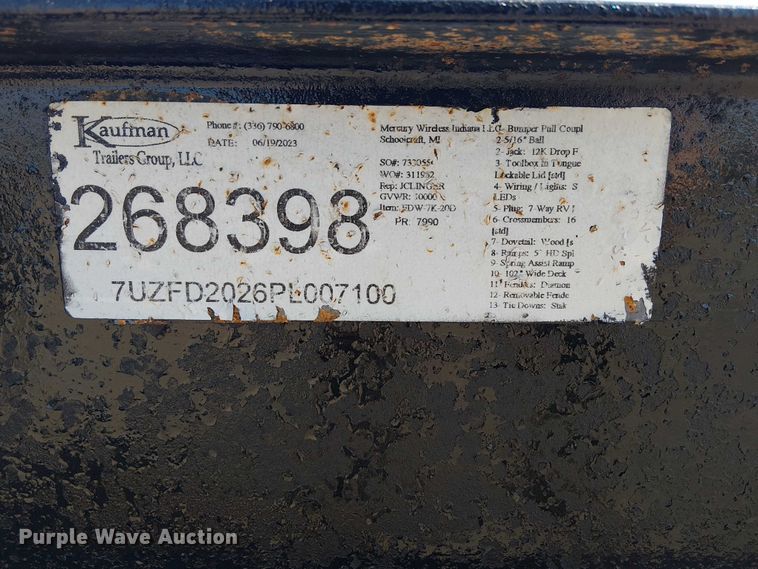 Kaufman
Trailers Group, LLC
Phone #: (336) 790-6800
DATE: 06/19/2023
268398
7UZFD2026PL007100
Mercury Wireless Indiana LLC
Schoolcraft, MI
SO#:
WO#:
Rep: JCLINGER
GVWR:
Item: FDW-7K-20D
PR: 7990
Bumper Pull Coupl
2-5/16" Ball
2- Jack: 12K Drop F
3- Toolbox in Tongue
Lockable Lid [std]
4- Wiring / Lights: S
LEDs
5- Plug: 7-Way RV
6- Crossmembers: 16
[std]
7- Dovetail: Wood [s
8- Ramps: 5' HD Spl
9- Spring Assist Ramp
10- 102" Wide Deck
11- Fenders:
12- Removable Fende
13- Tie Downs: Stak
Purple Wave Auction